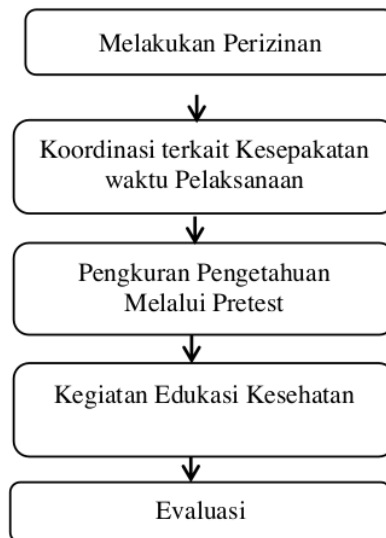 Melakukan Perizinan
Koordinasi terkait Kesepakatan
waktu Pelaksanaan
Pengkuran Pengetahuan
Melalui Pretest
Kegiatan Edukasi Kesehatan
Evaluasi